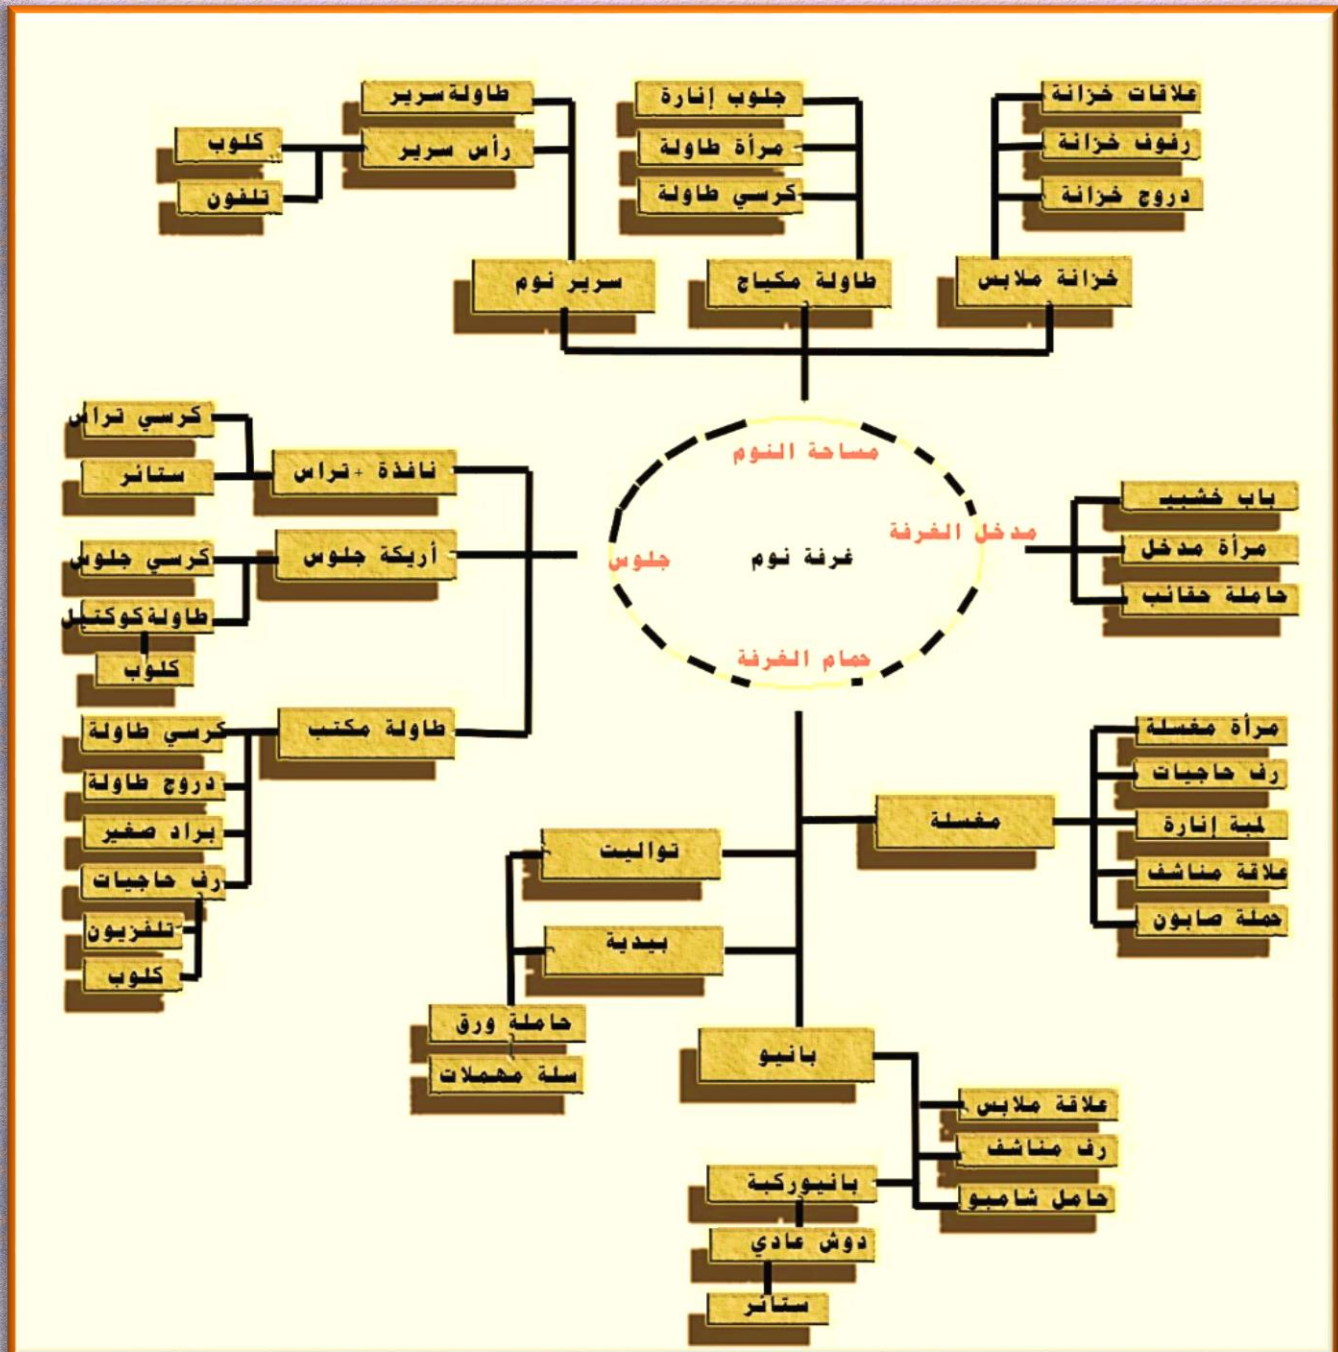 علاقات خزانة
رفوف خزانة
دروج خزانة
خزانة ملابس
جلوب إنارة
مرأة طاولة
كرسي طاولة
طاولة مكياج
طاولة سرير
رأس سرير
كلوب
تلفون
سرير نوم
مساحة النوم
مدخل الغرفة
غرفة نوم
جلوس
حمام الغرفة
باب خشبيـ
مرأة مدخل
حاملة حقائب
نافذة +تراس
كرسي تراس
ستائر
أريكة جلوس
كرسي جلوس
طاولة كوكتيل
كلوب
طاولة مكتب
كرسي طاولة
دروج طاولة
براد صغير
رف حاجيات
تلفزيون
كلوب
مرأة مغسلة
رف حاجيات
لمبة إنارة
علاقة مناشف
حملة صابون
مغسلة
تواليت
بيدية
حاملة ورق
سلة مهملات
بانيو
علاقة ملابس
رف مناشف
حامل شامبو
بانيوركبة
دوش عادي
ستائر